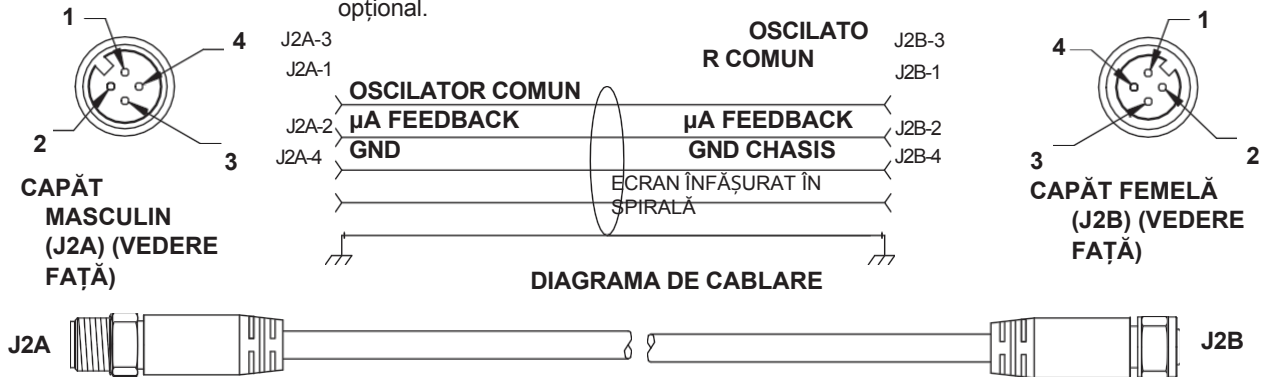 opțional.
1
4
2
3
CAPĂT
MASCULIN
(J2A) (VEDERE
FAȚĂ)
J2A-3
J2A-1
J2A-2
J2A-4
OSCILATO
R COMUN
OSCILATOR COMUN
µA FEEDBACK
µA FEEDBACK
GND
GND CHASIS
ECRAN ÎNFĂȘURAT ÎN
SPIRALĂ
J2B-3
J2B-1
J2B-2
J2B-4
1
4
3
2
CAPĂT FEMELĂ
(J2B) (VEDERE
FAȚĂ)
DIAGRAMA DE CABLARE
J2A
J2B